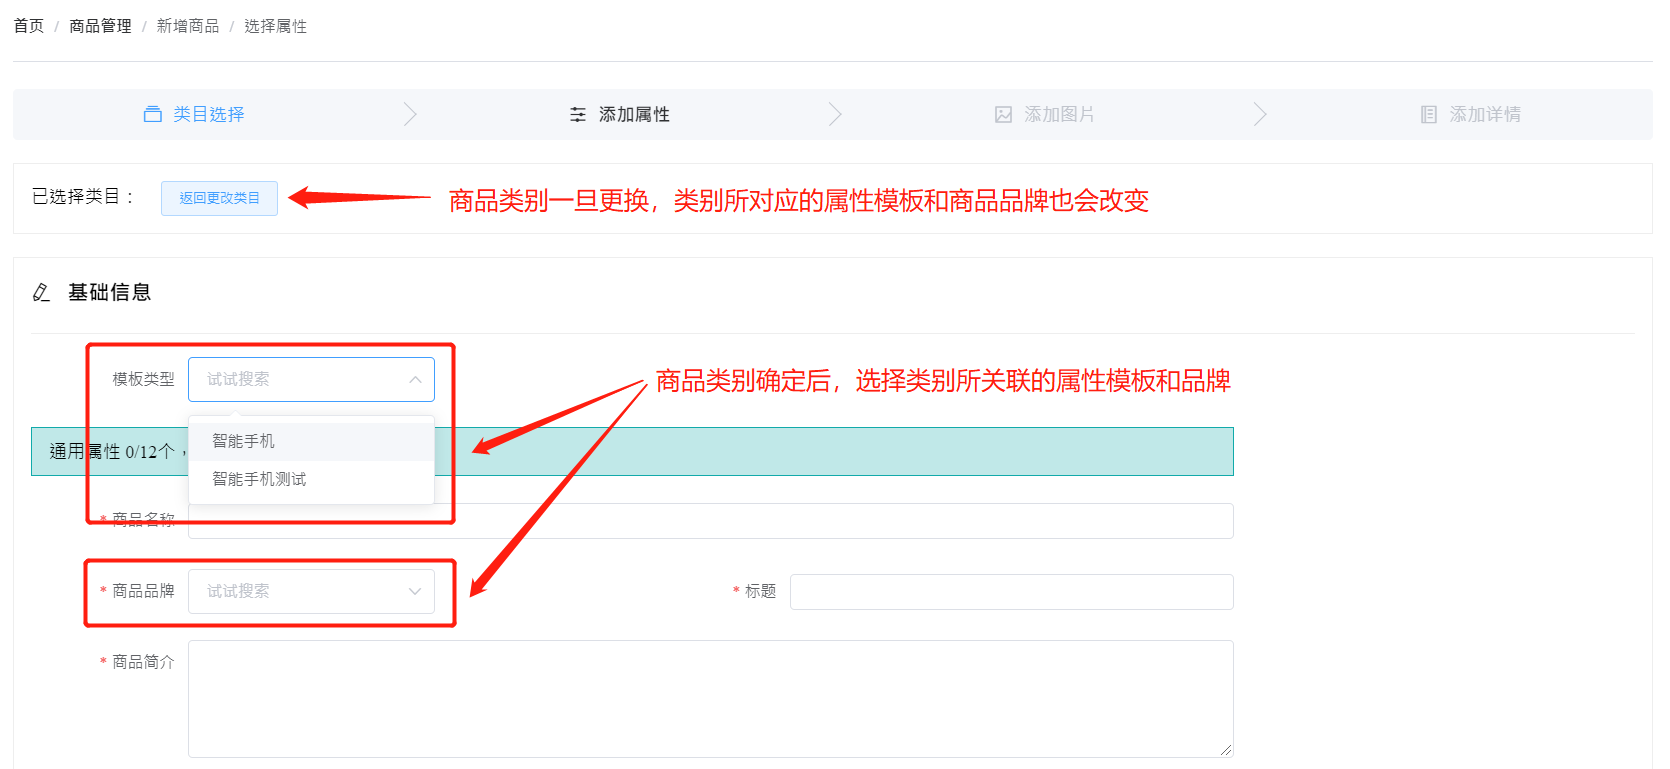 首页 / 商品管理 / 新增商品 / 选择属性
类目选择 添加属性 添加图片 添加详情
已选择类目： 返回更改类目 商品类别一旦更换，类别所对应的属性模板和商品品牌也会改变
基础信息
模板类型 试试搜索 商品类别确定后，选择类别所关联的属性模板和品牌
智能手机
通用属性 0/12个，
智能手机测试
* 商品名称
* 商品品牌 试试搜索 * 标题
* 商品简介